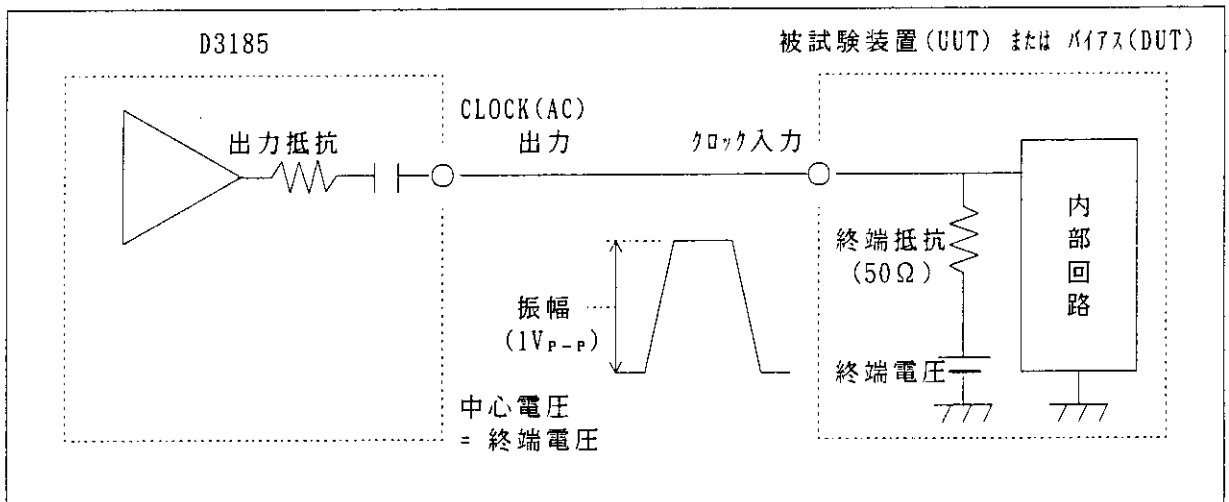 D3185
被試験装置(UUT) または バイアス(DUT)
CLOCK(AC)
出力
出力抵抗
クロック入力
内部回路
終端抵抗
(50Ω)
振幅
(1VP-P)
終端電圧
中心電圧
= 終端電圧